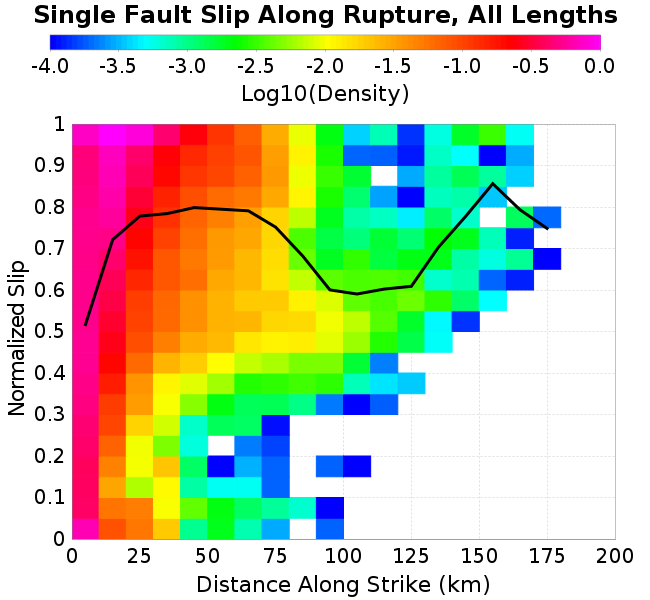 Single Fault Slip Along Rupture, All Lengths
-4.0 -3.5 -3.0 -2.5 -2.0 -1.5 -1.0 -0.5 0.0
Log10(Density)
1
0.9
0.8
0.7
0.6
0.5
0.4
0.3
0.2
0.1
0
Normalized Slip
0 25 50 75 100 125 150 175 200
Distance Along Strike (km)